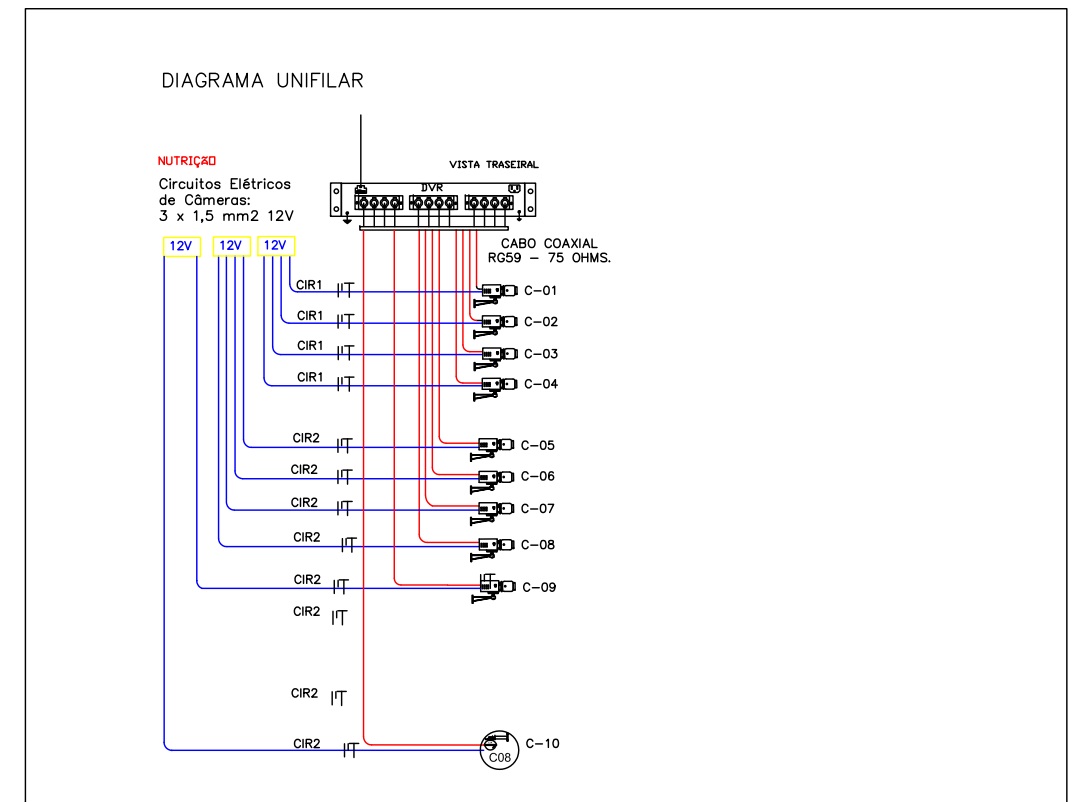 DIAGRAMA UNIFILAR
NUTRIÇÃO
VISTA TRASEIRAL
Circuitos Elétricos
de Câmeras:
3 x 1,5 mm2 12V
DVR
12V 12V 12V
CABO COAXIAL
RG59 - 75 OHMS.
CIR1 C-01
CIR1 C-02
CIR1 C-03
CIR1 C-04
CIR2 C-05
CIR2 C-06
CIR2 C-07
CIR2 C-08
CIR2 C-09
CIR2
CIR2
CIR2 C-10
C08